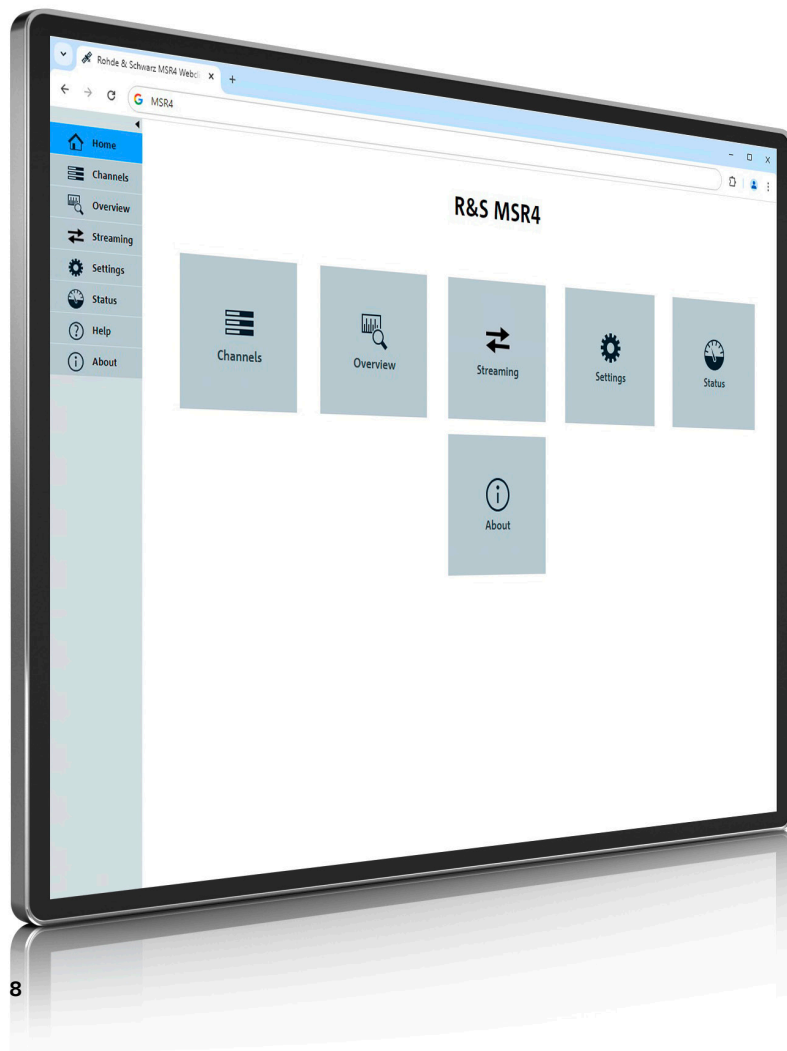 Rohde & Schwarz MSR4 Webd
MSR4
Home
Channels
Overview
Streaming
Settings
Status
Help
About
R&S MSR4
Channels
Overview
Streaming
Settings
Status
About
8